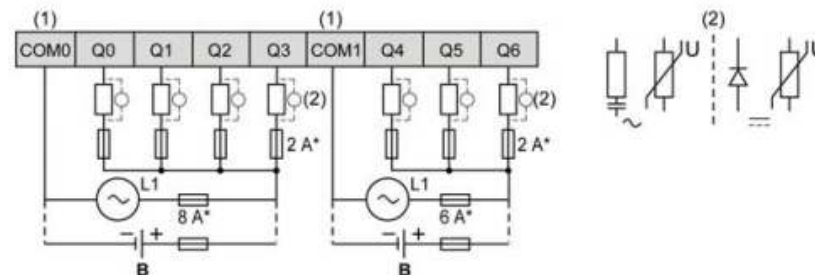 (1) (1) (2)
COM0 Q0 Q1 Q2 Q3 COM1 Q4 Q5 Q6
U U
(2) (2)
2 A* 2 A*
L1 L1
8 A* 6 A*
− + − +
B B